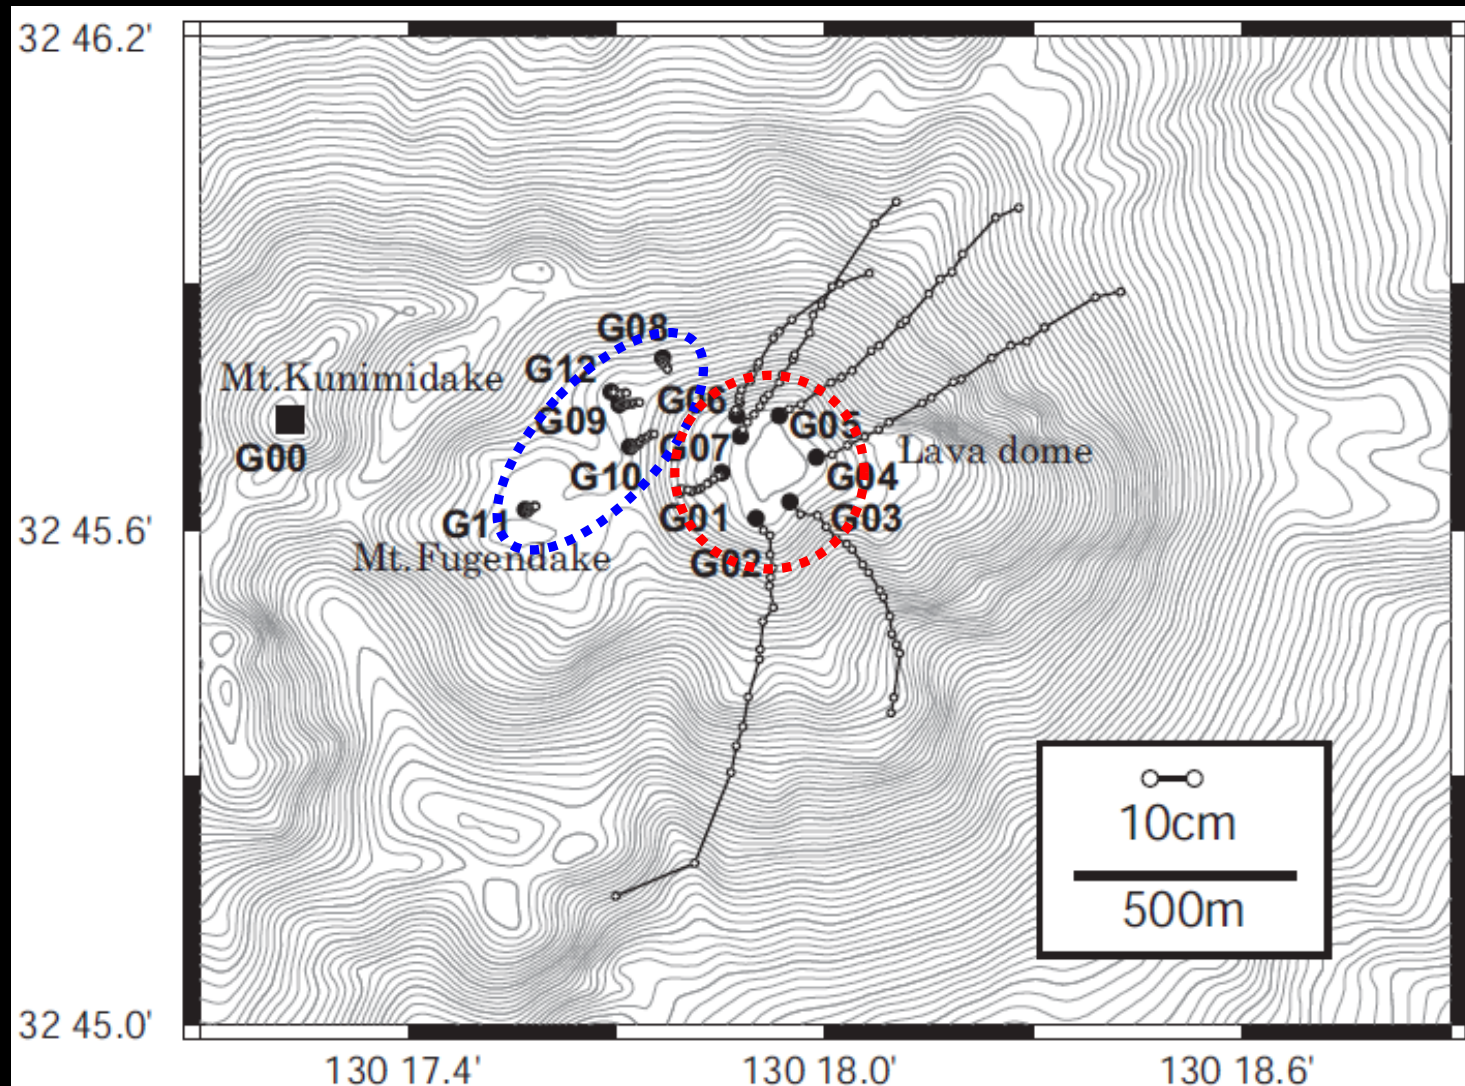 32 46.2'
G08
G12
Mt.Kunimidake
G06
G09
G05
G07
Lava dome
G00
G10
G04
G01
G03
G11
32 45.6'
Mt.Fugendake
G02
10cm
500m
32 45.0'
130 17.4'
130 18.0'
130 18.6'